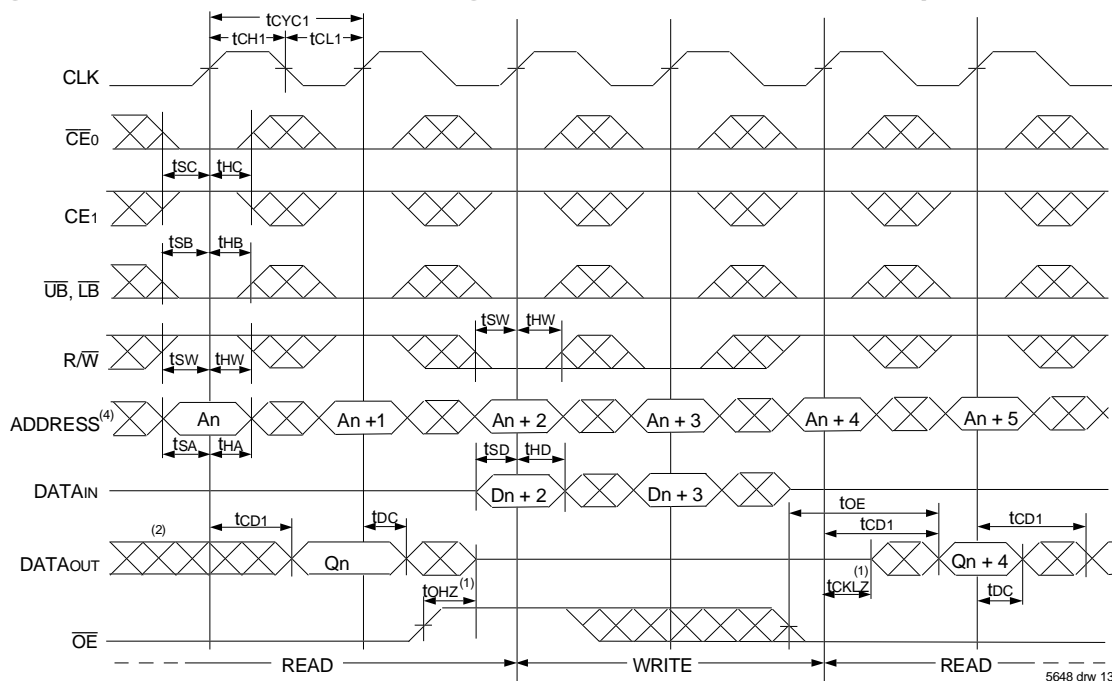 tCYC1
tCH1 tCL1
CLK
CE0
tSC tHC
CE1
tSB tHB
UB, LB
tSW tHW
R/W
tSW tHW
ADDRESS(4) An An +1 An + 2 An + 3 An + 4 An + 5
tSA tHA tSD tHD
DATAIN Dn + 2 Dn + 3
tOE
(2) tCD1 tDC tCD1 tCD1
DATAOUT Qn Qn + 4
tOHZ(1) tCKLZ(1) tDC
OE
READ WRITE READ
5648 drw 13